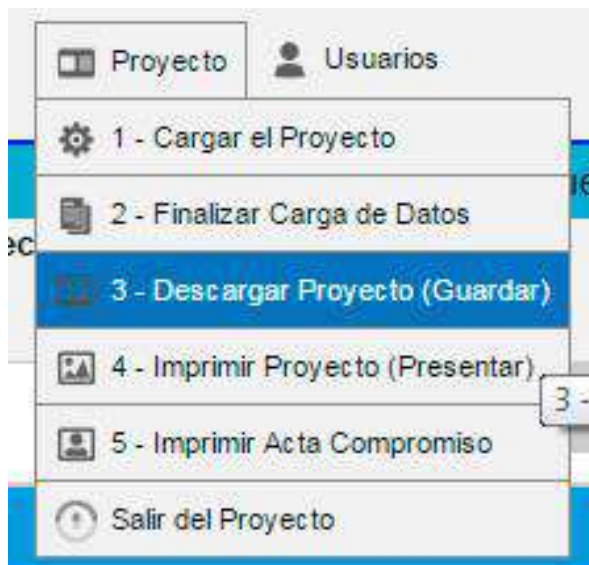 Proyecto Usuarios
1 - Cargar el Proyecto
2 - Finalizar Carga de Datos
3 - Descargar Proyecto (Guardar)
4 - Imprimir Proyecto (Presentar)
3 -
5 - Imprimir Acta Compromiso
Salir del Proyecto